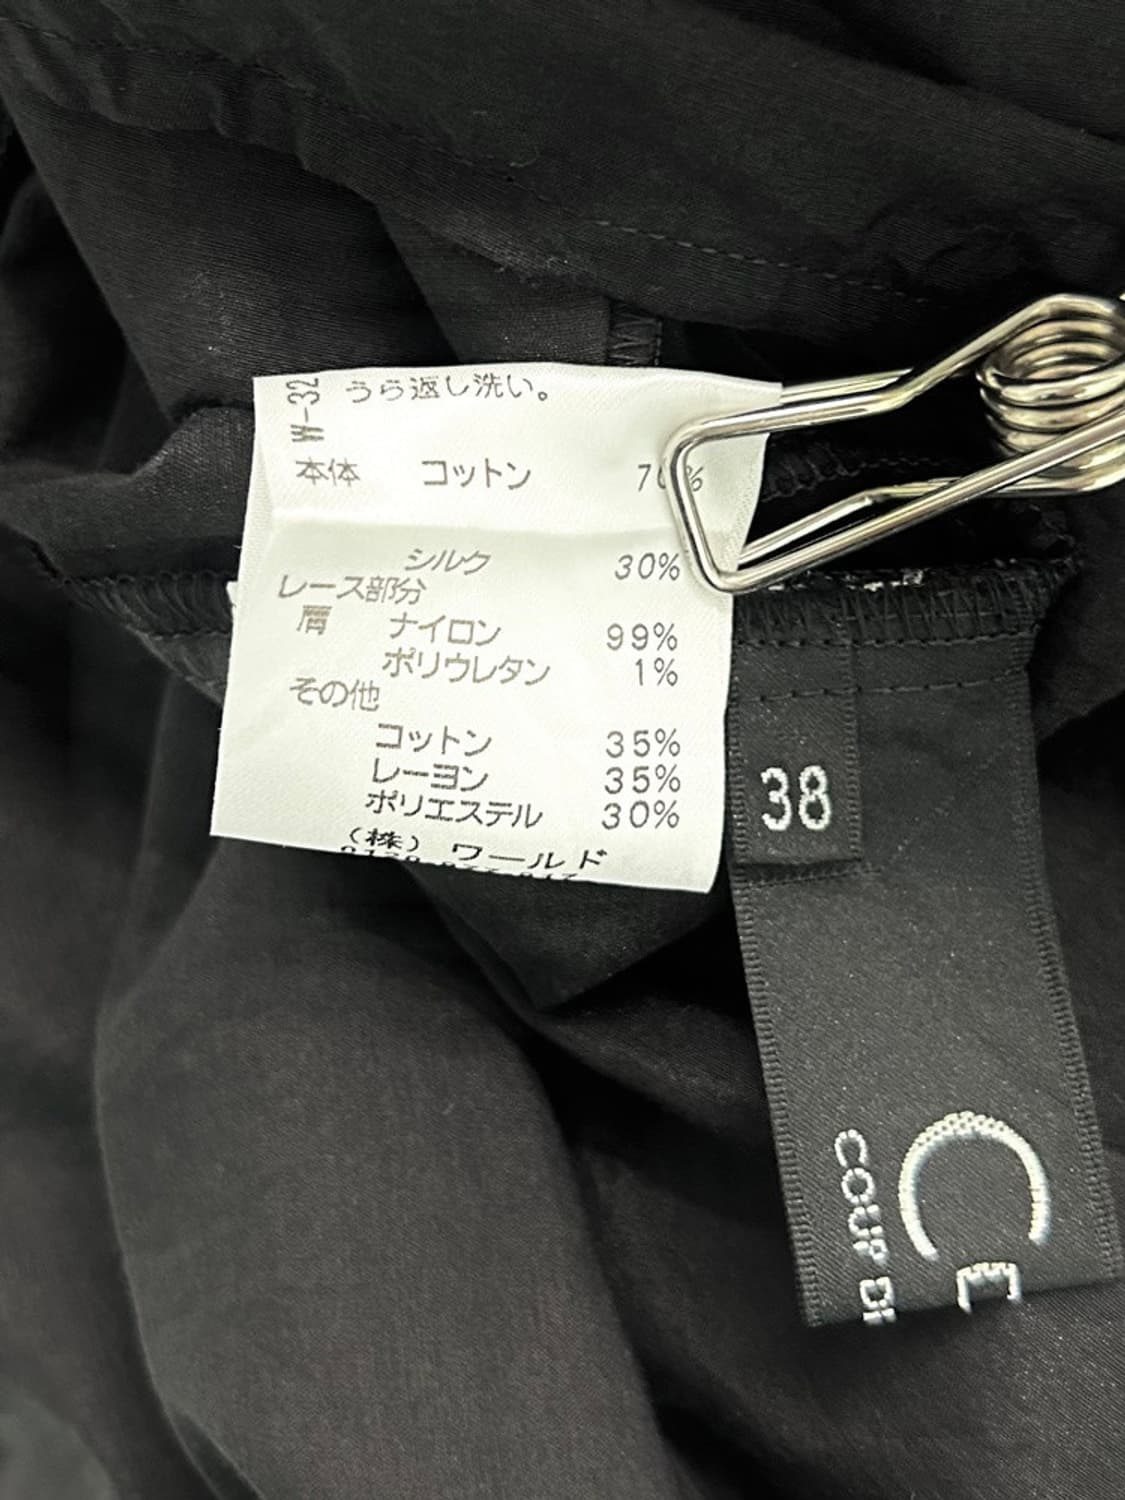 W-32
うら返し洗い。
本体 コットン 70%
シルク 30%
レース部分
肩 ナイロン 99%
ポリウレタン 1%
その他
コットン 35%
レーヨン 35%
ポリエステル 30%
(株) ワールド
38
COUP